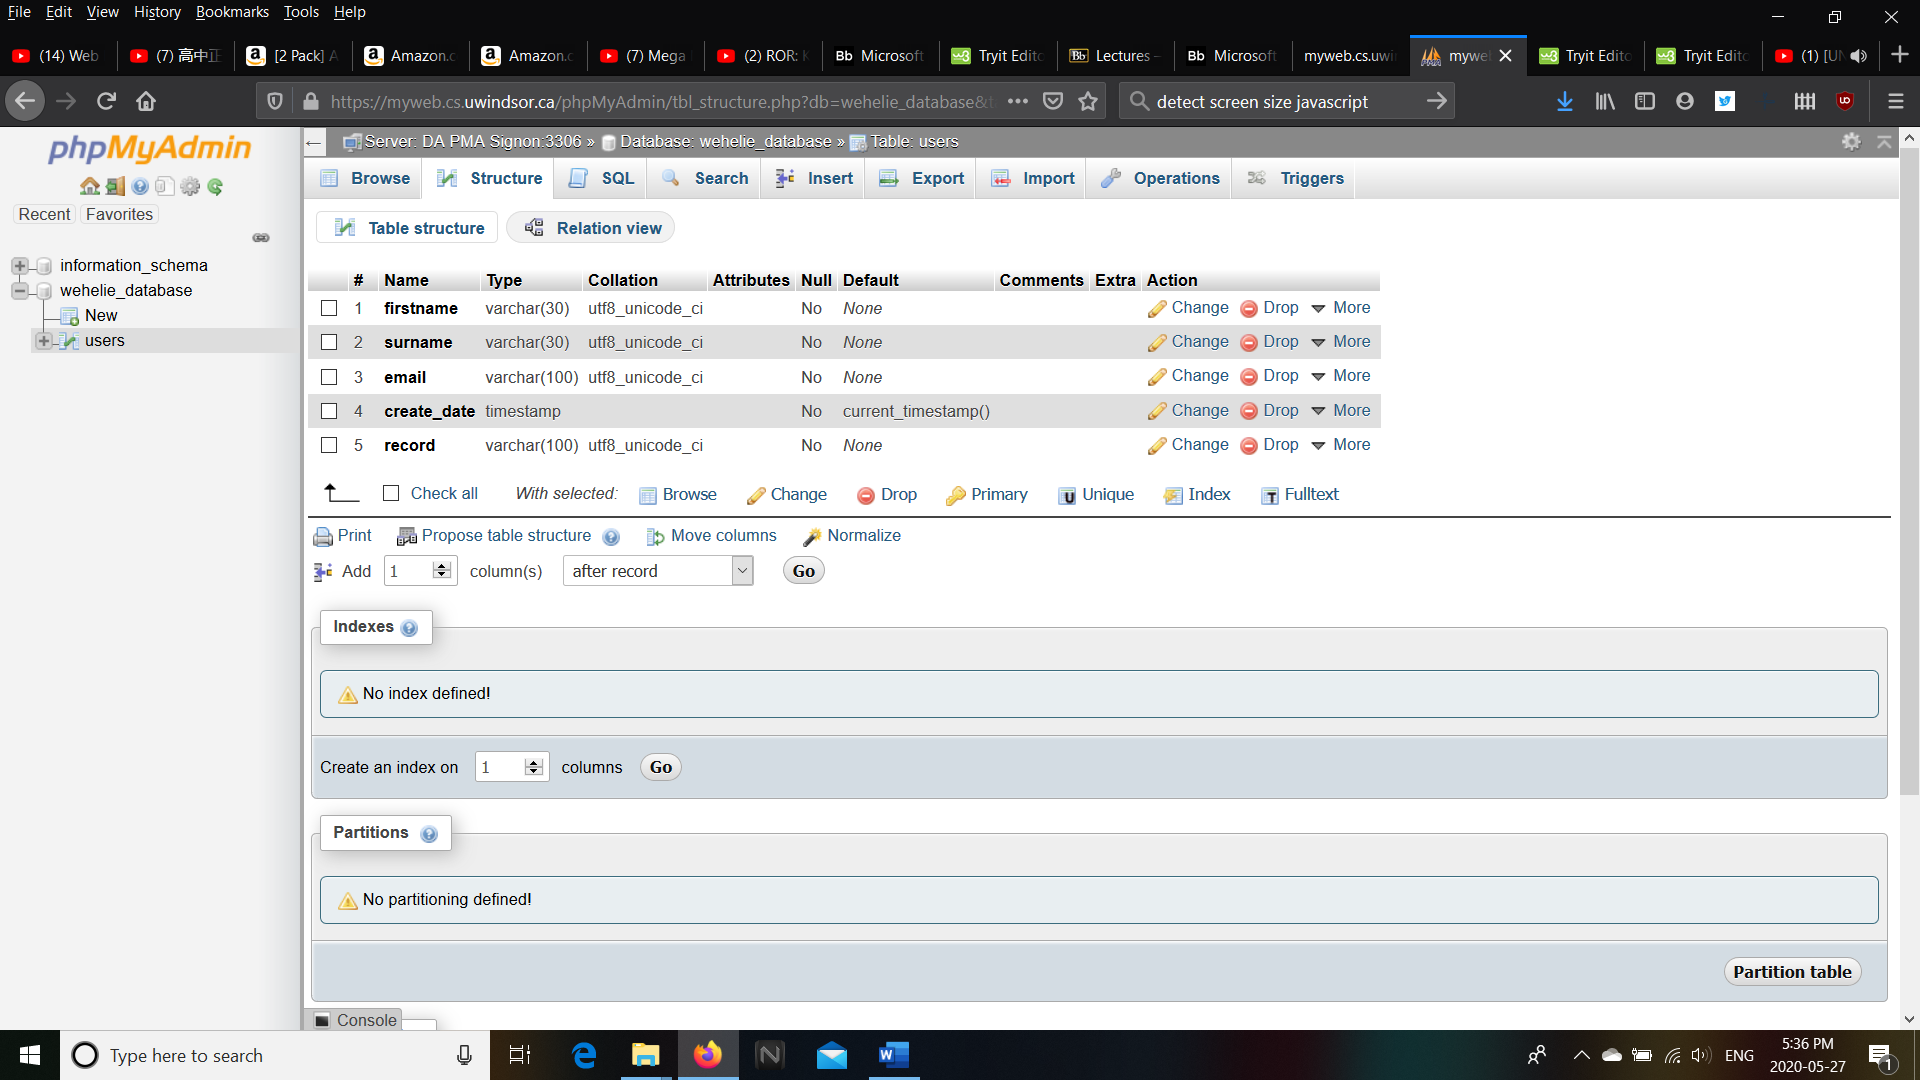 File Edit View History Bookmarks Tools Help
(14) Web
(7) 高中正
[2 Pack] A
Amazon.c
Amazon.c
(7) Mega
(2) ROR: K
Bb Microsoft
Tryit Edito
Bb Lectures –
Bb Microsoft
myweb.cs.uwin
mywe
Tryit Edito
Tryit Edito
(1) [UN
https://myweb.cs.uwindsor.ca/phpMyAdmin/tbl_structure.php?db=wehelie_database&t
detect screen size javascript
phpMyAdmin
Recent Favorites
information_schema
wehelie_database
New
users
Server: DA PMA Signon:3306 » Database: wehelie_database » Table: users
Browse Structure SQL Search Insert Export Import Operations Triggers
Table structure Relation view
# Name Type Collation Attributes Null Default Comments Extra Action
1 firstname varchar(30) utf8_unicode_ci No None Change Drop More
2 surname varchar(30) utf8_unicode_ci No None Change Drop More
3 email varchar(100) utf8_unicode_ci No None Change Drop More
4 create_date timestamp No current_timestamp() Change Drop More
5 record varchar(100) utf8_unicode_ci No None Change Drop More
Check all With selected: Browse Change Drop Primary Unique Index Fulltext
Print Propose table structure Move columns Normalize
Add 1 column(s) after record Go
Indexes
No index defined!
Create an index on 1 columns Go
Partitions
No partitioning defined!
Partition table
Console
Type here to search
ENG
5:36 PM
2020-05-27
1